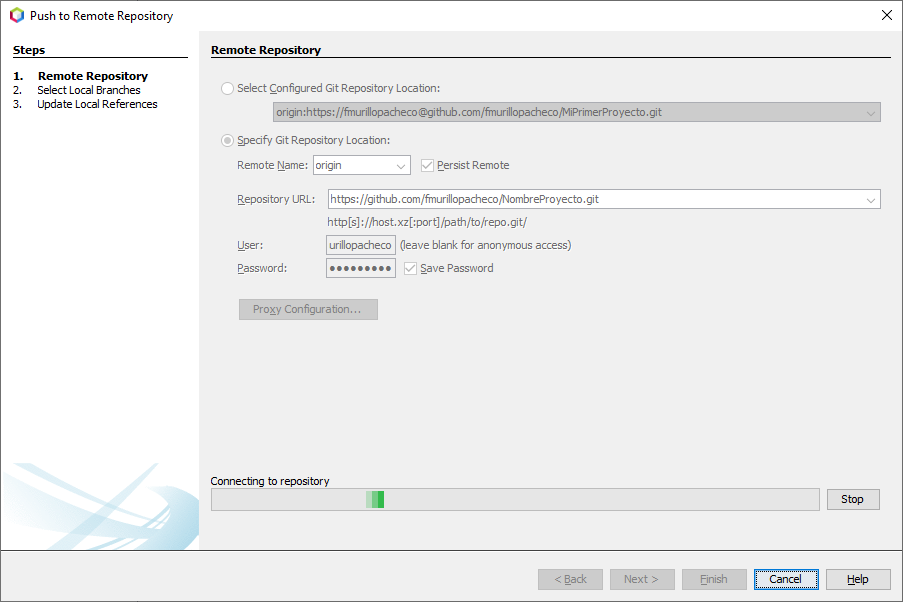 Push to Remote Repository
Steps
1. Remote Repository
2. Select Local Branches
3. Update Local References
Remote Repository
Select Configured Git Repository Location:
origin:https://fmurillopacheco@github.com/fmurillopacheco/MiPrimerProyecto.git
Specify Git Repository Location:
Remote Name: origin Persist Remote
Repository URL: https://github.com/fmurillopacheco/NombreProyecto.git
http[s]://host.xz[:port]/path/to/repo.git/
User: urillopacheco (leave blank for anonymous access)
Password: ●●●●●●●●● Save Password
Proxy Configuration...
Connecting to repository
Stop
< Back Next > Finish Cancel Help